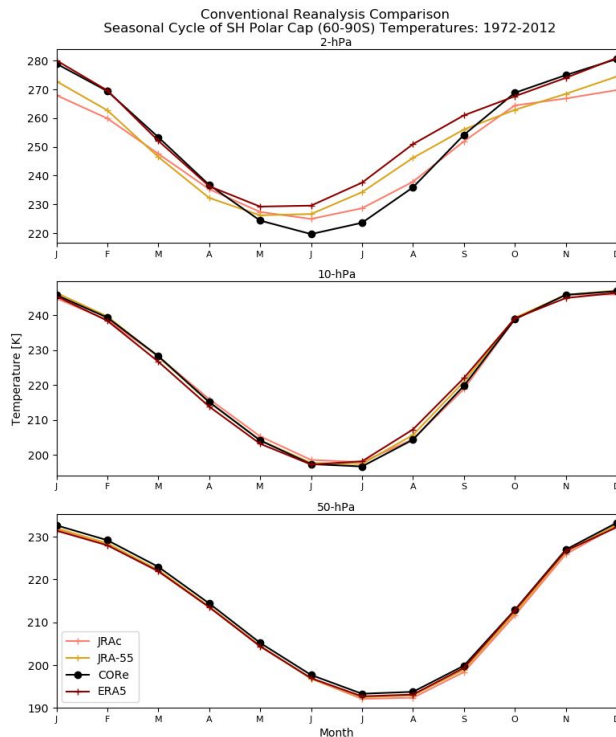 Conventional Reanalysis Comparison
Seasonal Cycle of SH Polar Cap (60-90S) Temperatures: 1972-2012
2-hPa
280
270
260
250
240
230
220
J F M A M J J A S O N D
10-hPa
Temperature [K]
240
230
220
210
200
J F M A M J J A S O N D
50-hPa
230
220
210
200
190
JRAc
JRA-55
CORe
ERA5
J F M A M J J A S O N D
Month